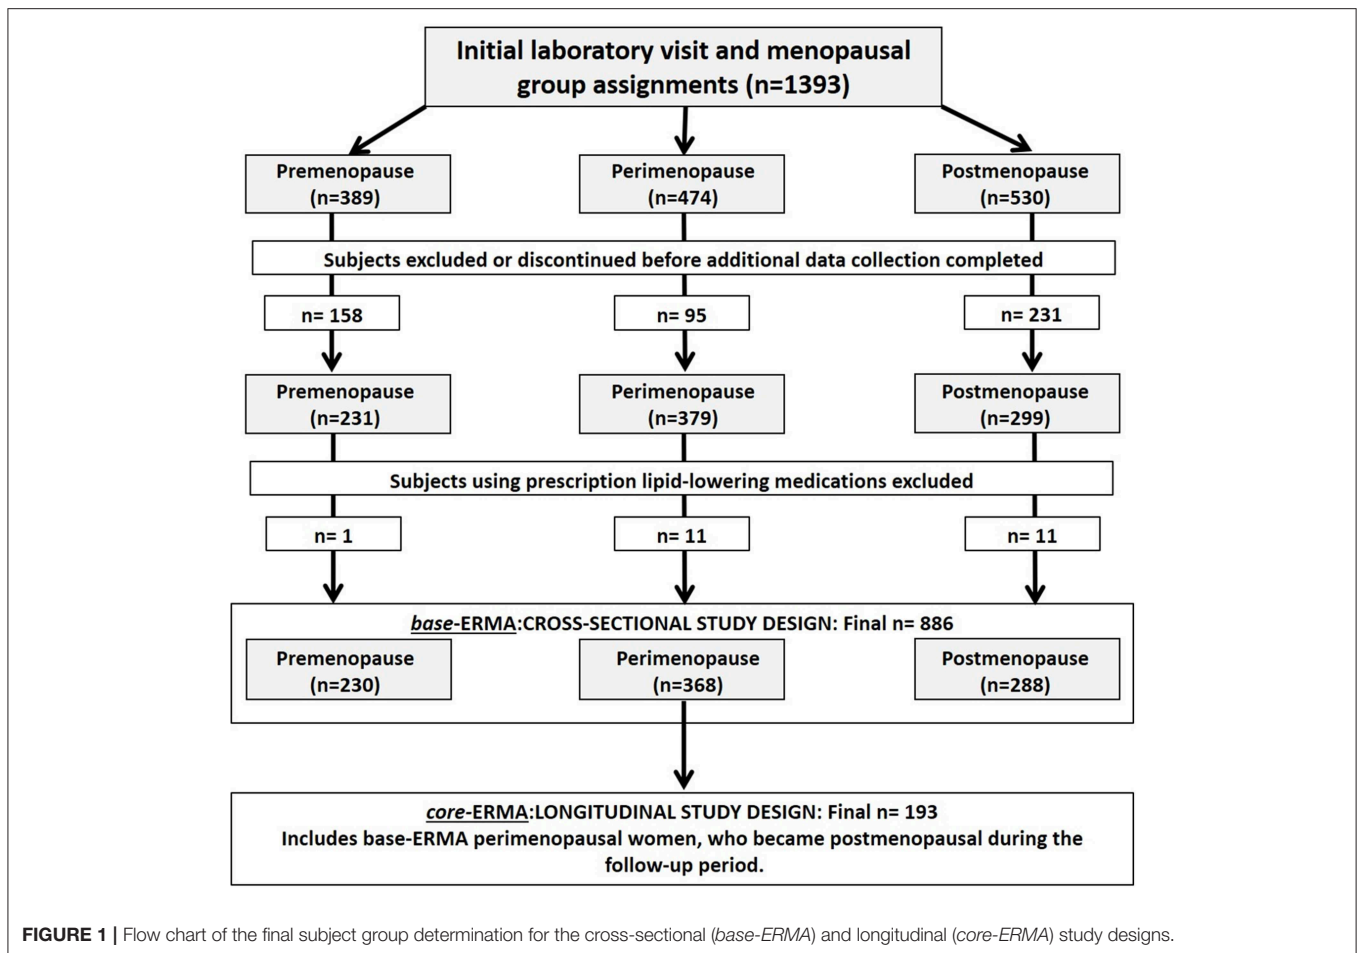 Initial laboratory visit and menopausal
group assignments (n=1393)
Premenopause
(n=389)
Perimenopause
(n=474)
Postmenopause
(n=530)
Subjects excluded or discontinued before additional data collection completed
n= 158
n= 95
n= 231
Premenopause
(n=231)
Perimenopause
(n=379)
Postmenopause
(n=299)
Subjects using prescription lipid-lowering medications excluded
n= 1
n= 11
n= 11
base-ERMA:CROSS-SECTIONAL STUDY DESIGN: Final n= 886
Premenopause
(n=230)
Perimenopause
(n=368)
Postmenopause
(n=288)
core-ERMA:LONGITUDINAL STUDY DESIGN: Final n= 193
Includes base-ERMA perimenopausal women, who became postmenopausal during the
follow-up period.
FIGURE 1 | Flow chart of the final subject group determination for the cross-sectional (base-ERMA) and longitudinal (core-ERMA) study designs.